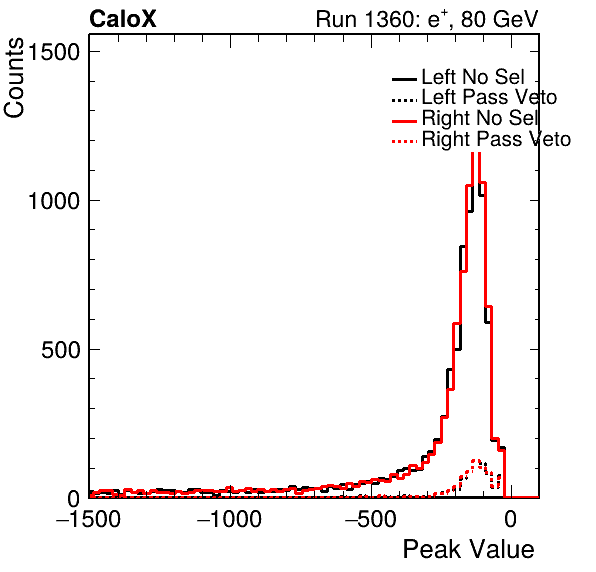 CaloX Run 1360: e⁺, 80 GeV
Counts
1500
1000
500
0
Left No Sel
Left Pass Veto
Right No Sel
Right Pass Veto
−1500 −1000 −500 0
Peak Value